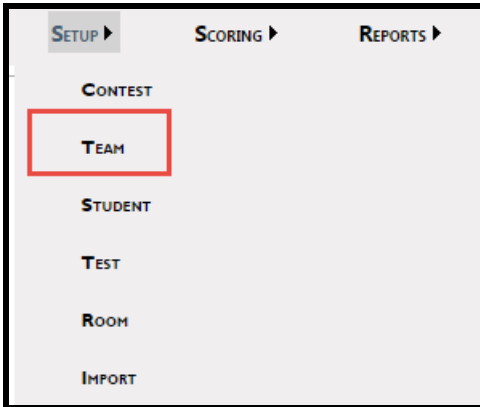 SETUP ▶ SCORING ▶ REPORTS ▶
CONTEST
TEAM
STUDENT
TEST
ROOM
IMPORT